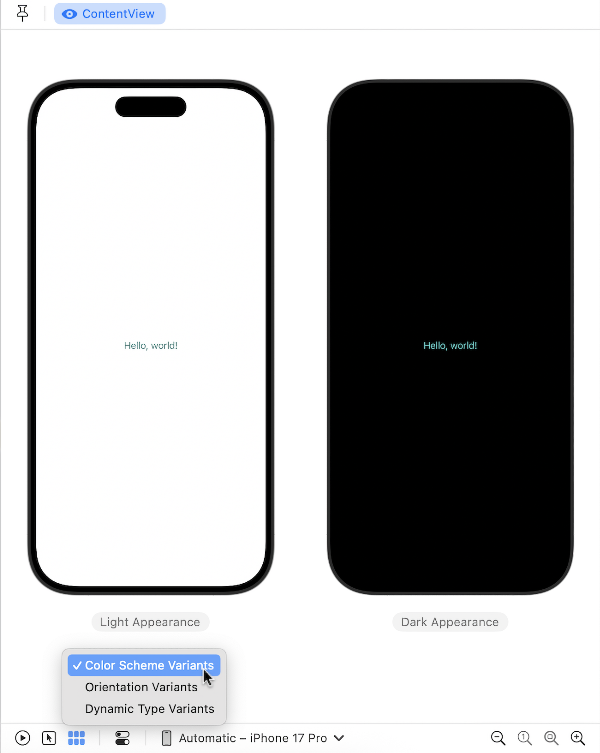 ContentView
Hello, world!
Hello, world!
Light Appearance
Dark Appearance
✓ Color Scheme Variants
Orientation Variants
Dynamic Type Variants
Automatic – iPhone 17 Pro